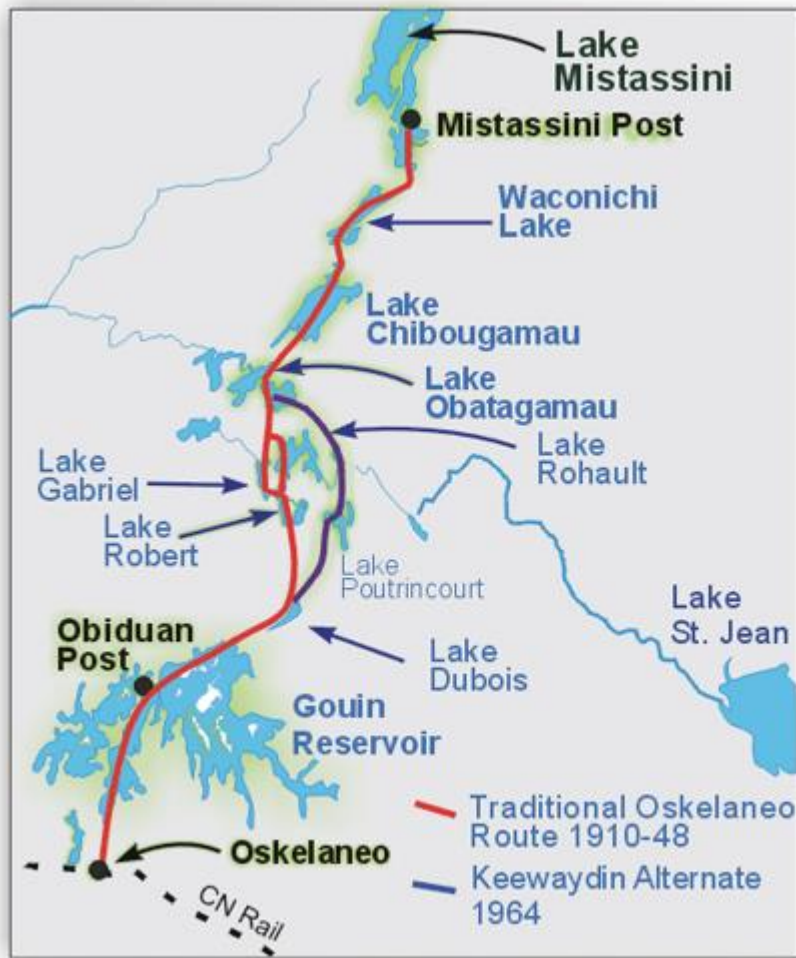 Lake
Mistassini
Mistassini Post
Waconichi
Lake
Lake
Chibougamau
Lake
Obatagamau
Lake
Rohault
Lake
Gabriel
Lake
Robert
Lake
Poutrincourt
Lake
St. Jean
Obiduan
Post
Lake
Dubois
Gouin
Reservoir
Traditional Oskelaneo
Route 1910-48
Oskelaneo
Keewaydin Alternate
1964
CN Rail